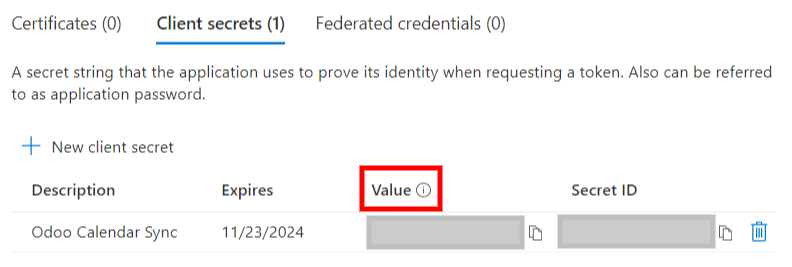 Certificates (0) Client secrets (1) Federated credentials (0)
A secret string that the application uses to prove its identity when requesting a token. Also can be referred
to as application password.
New client secret
Description Expires Value Secret ID
Odoo Calendar Sync 11/23/2024